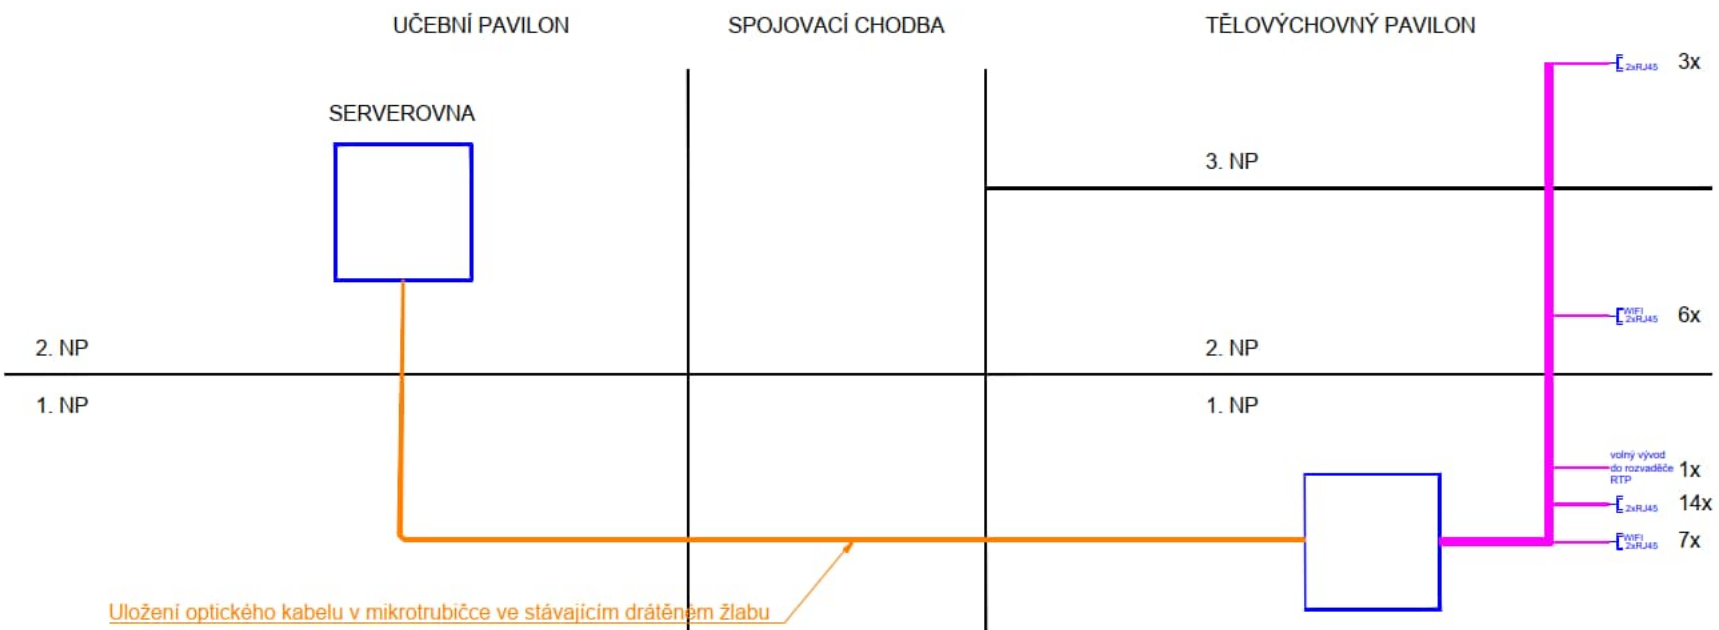 UČEBNÍ PAVILON
SPOJOVACÍ CHODBA
TĚLOVÝCHOVNÝ PAVILON
2xRJ45
3x
SERVEROVNA
3. NP
WIFI
2xRJ45
6x
2. NP
2. NP
1. NP
1. NP
volný vývod
do rozvaděče
RTP
1x
2xRJ45
14x
WIFI
2xRJ45
7x
Uložení optického kabelu v mikrotrubičce ve stávajícím drátěném žlabu